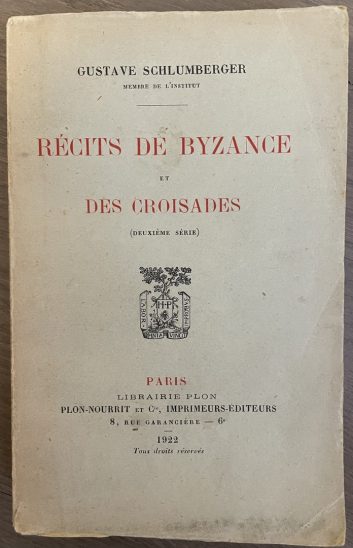 GUSTAVE SCHLUMBERGER
MEMBRE DE L'INSTITUT
RÉCITS DE BYZANCE
ET
DES CROISADES
(DEUXIÈME SÉRIE)
LABOR
H·P
PARIS
LIBRAIRIE PLON
PLON-NOURRIT ET Cie, IMPRIMEURS-ÉDITEURS
8, RUE GARANCIÈRE — 6e
1922
Tous droits réservés